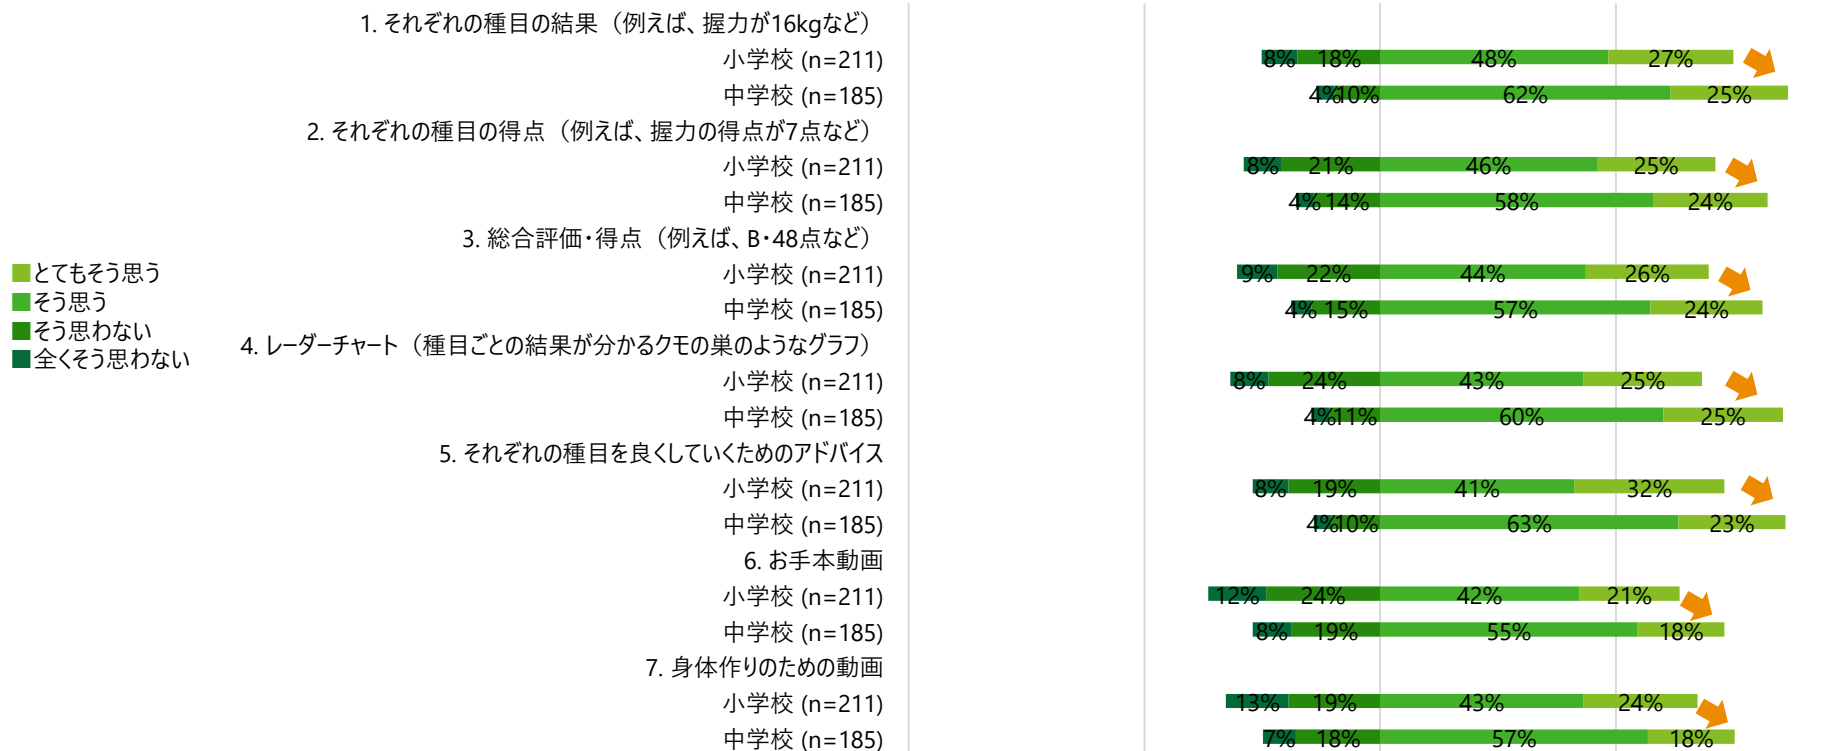 1. それぞれの種目の結果（例えば、握力が16kgなど）
小学校 (n=211) 8% 18% 48% 27%
中学校 (n=185) 4% 10% 62% 25%
2. それぞれの種目の得点（例えば、握力の得点が7点など）
小学校 (n=211) 8% 21% 46% 25%
中学校 (n=185) 4% 14% 58% 24%
3. 総合評価・得点（例えば、B・48点など）
小学校 (n=211) 9% 22% 44% 26%
中学校 (n=185) 4% 15% 57% 24%
4. レーダーチャート（種目ごとの結果が分かるクモの巣のようなグラフ）
小学校 (n=211) 8% 24% 43% 25%
中学校 (n=185) 4% 11% 60% 25%
5. それぞれの種目を良くしていくためのアドバイス
小学校 (n=211) 8% 19% 41% 32%
中学校 (n=185) 4% 10% 63% 23%
6. お手本動画
小学校 (n=211) 12% 24% 42% 21%
中学校 (n=185) 8% 19% 55% 18%
7. 身体作りのための動画
小学校 (n=211) 13% 19% 43% 24%
中学校 (n=185) 7% 18% 57% 18%
とてもそう思う
そう思う
そう思わない
全くそう思わない